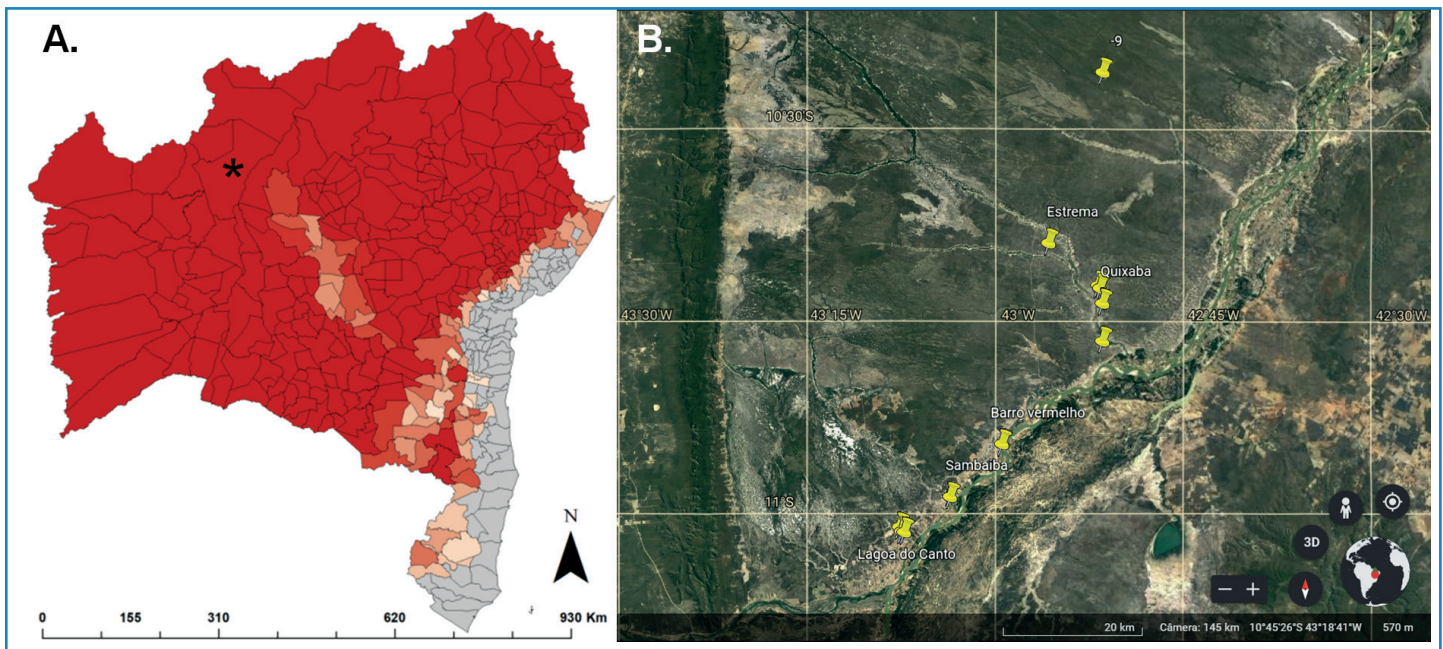 A.
*
N
0 155 310 620 930 Km
B.
-9
10°30'S
Estrema
Quixaba
43°30'W 43°15'W 43°W 42°45'W 42°30'W
Barro vermelho
Sambaiba
11°S
Lagoa do Canto
3D
20 km Câmera: 145 km 10°45'26"S 43°18'41"W 570 m